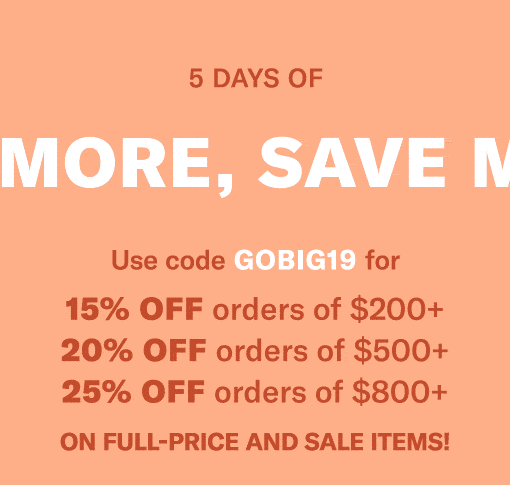 5 DAYS OF
MORE, SAVE
Use code GOBIG19 for
15% OFF orders of $200+
20% OFF orders of $500+
25% OFF orders of $800+
ON FULL-PRICE AND SALE ITEMS!